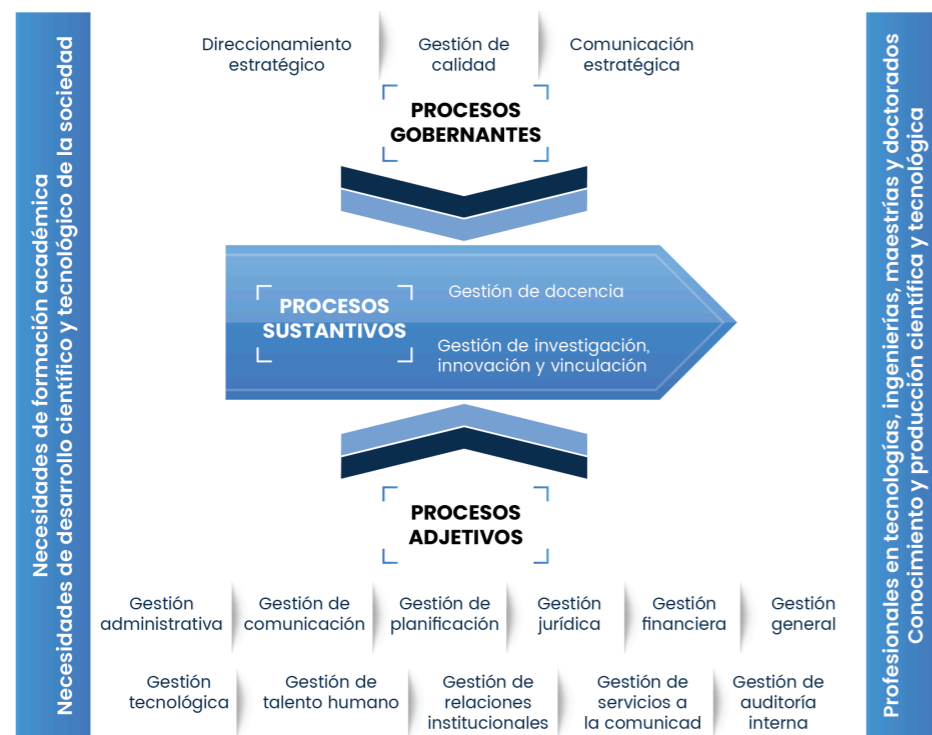 Necesidades de formación académica
Necesidades de desarrollo científico y tecnológico de la sociedad
Direccionamiento
estratégico
Gestión de
calidad
Comunicación
estratégica
PROCESOS
GOBERNANTES
PROCESOS
SUSTANTIVOS
Gestión de docencia
Gestión de investigación,
innovación y vinculación
PROCESOS
ADJETIVOS
Gestión
administrativa
Gestión de
comunicación
Gestión de
planificación
Gestión
jurídica
Gestión
financiera
Gestión
general
Gestión
tecnológica
Gestión de
talento humano
Gestión de
relaciones
institucionales
Gestión de
servicios a
la comunicad
Gestión de
auditoría
interna
Profesionales en tecnologías, ingenierías, maestrías y doctorados
Conocimiento y producción científica y tecnológica